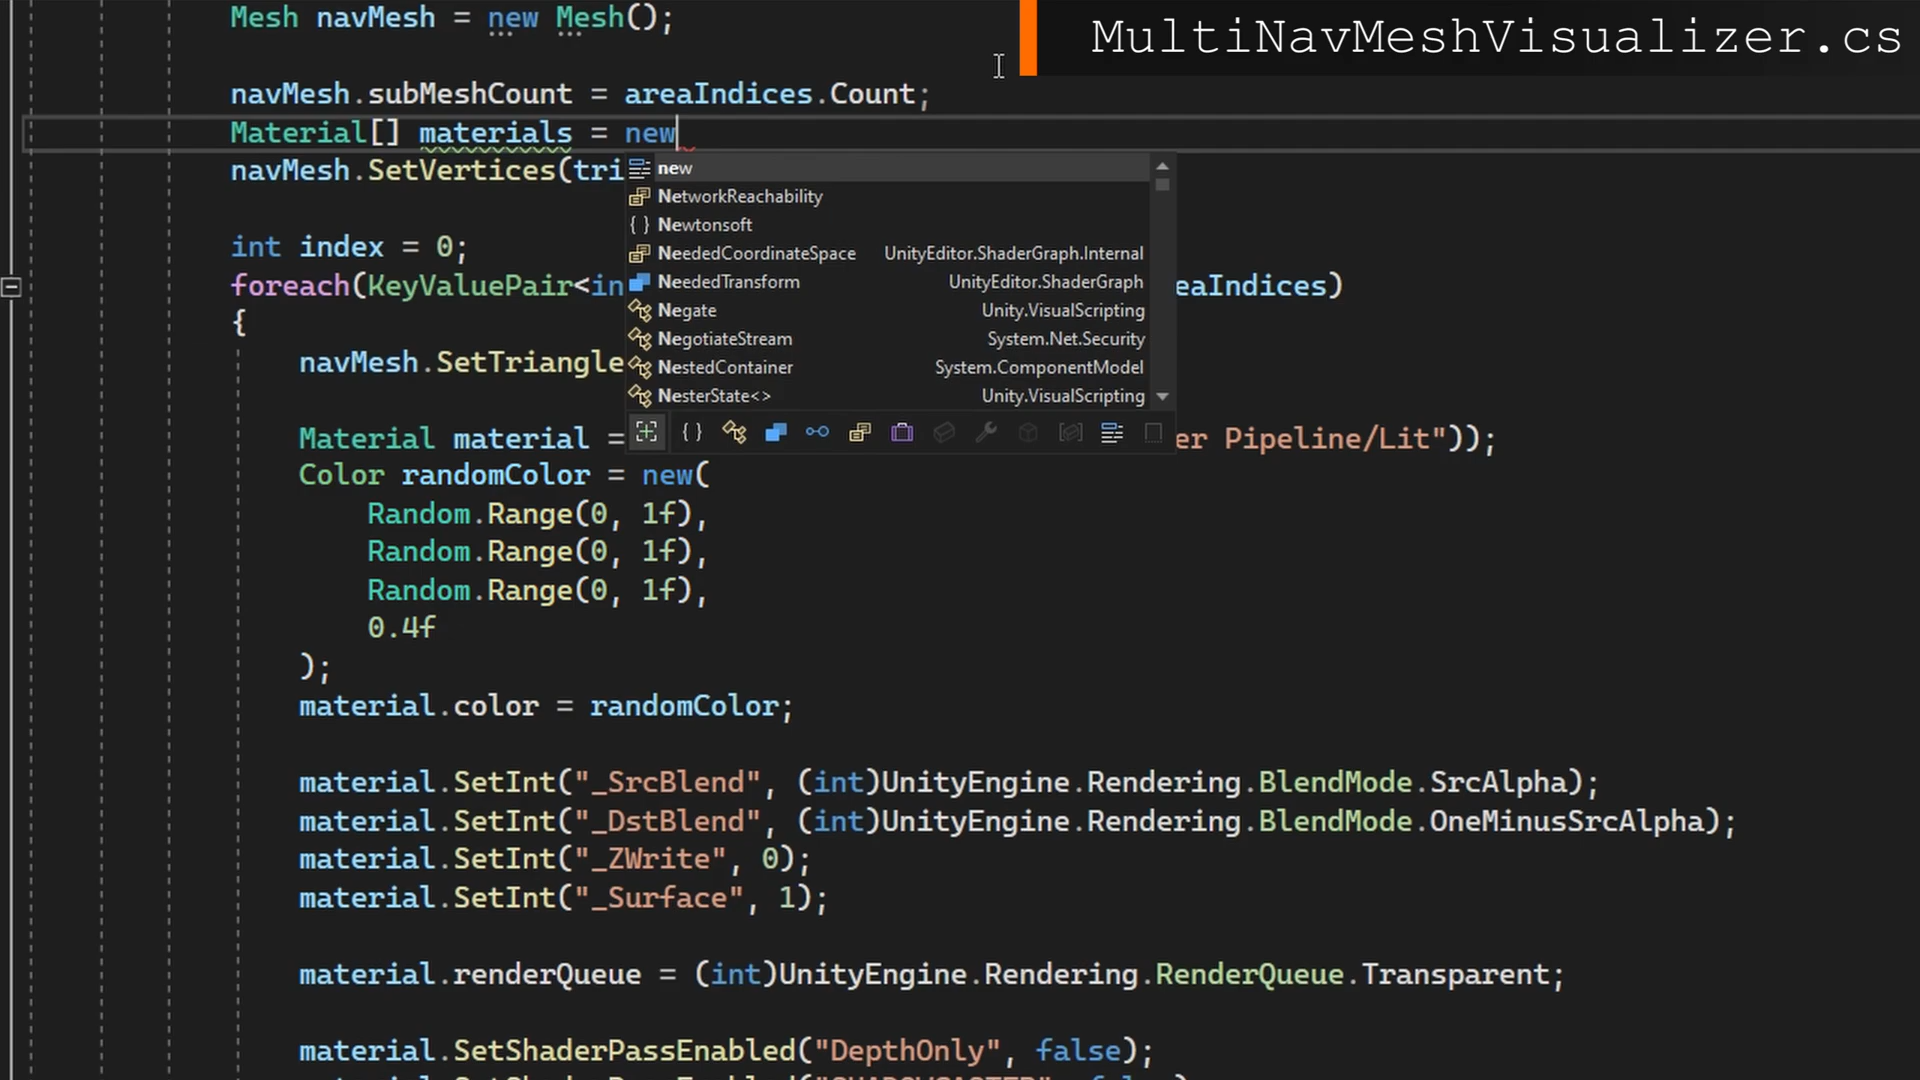 Mesh navMesh = new Mesh();
MultiNavMeshVisualizer.cs
navMesh.subMeshCount = areaIndices.Count;
Material[] materials = new
navMesh.SetVertices(tri
new
NetworkReachability
Newtonsoft
int index = 0;
NeededCoordinateSpace UnityEditor.ShaderGraph.Internal
foreach(KeyValuePair<in eaIndices)
NeededTransform UnityEditor.ShaderGraph
{
Negate Unity.VisualScripting
NegotiateStream System.Net.Security
navMesh.SetTriangle
NestedContainer System.ComponentModel
NesterState<> Unity.VisualScripting
Material material = er Pipeline/Lit"));
Color randomColor = new(
Random.Range(0, 1f),
Random.Range(0, 1f),
Random.Range(0, 1f),
0.4f
);
material.color = randomColor;
material.SetInt("_SrcBlend", (int)UnityEngine.Rendering.BlendMode.SrcAlpha);
material.SetInt("_DstBlend", (int)UnityEngine.Rendering.BlendMode.OneMinusSrcAlpha);
material.SetInt("_ZWrite", 0);
material.SetInt("_Surface", 1);
material.renderQueue = (int)UnityEngine.Rendering.RenderQueue.Transparent;
material.SetShaderPassEnabled("DepthOnly", false);